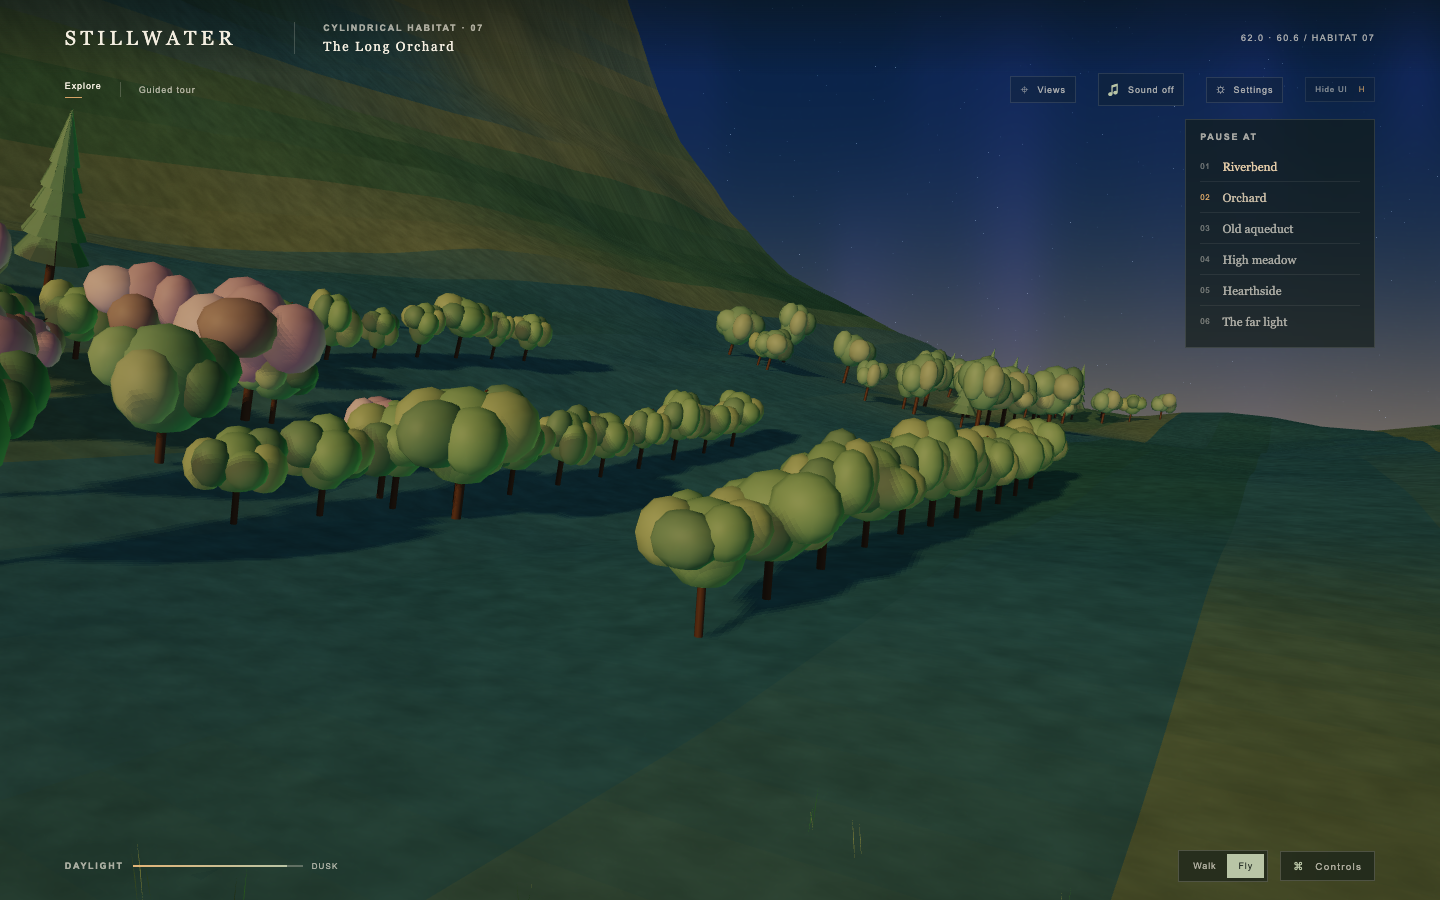 STILLWATER
CYLINDRICAL HABITAT · 07
The Long Orchard
62.0 · 60.6 / HABITAT 07
Explore
Guided tour
Views
Sound off
Settings
Hide UI H
PAUSE AT
01 Riverbend
02 Orchard
03 Old aqueduct
04 High meadow
05 Hearthside
06 The far light
DAYLIGHT
DUSK
Walk
Fly
⌘ Controls